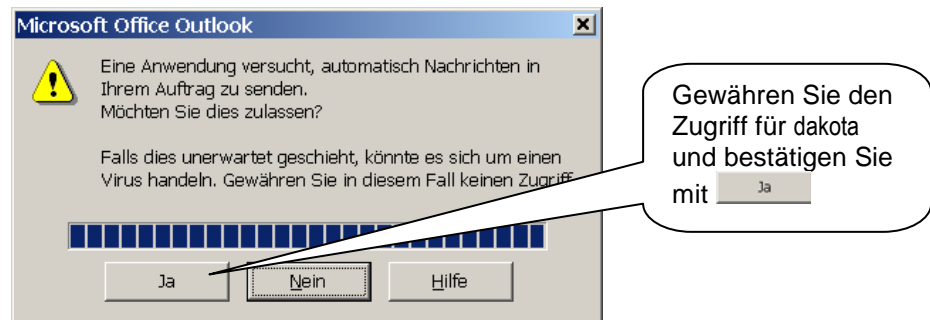 Microsoft Office Outlook
Eine Anwendung versucht, automatisch Nachrichten in
Ihrem Auftrag zu senden.
Möchten Sie dies zulassen?
Falls dies unerwartet geschieht, könnte es sich um einen
Virus handeln. Gewähren Sie in diesem Fall keinen Zugriff
Ja
Nein
Hilfe
Gewähren Sie den
Zugriff für dakota
und bestätigen Sie
mit Ja